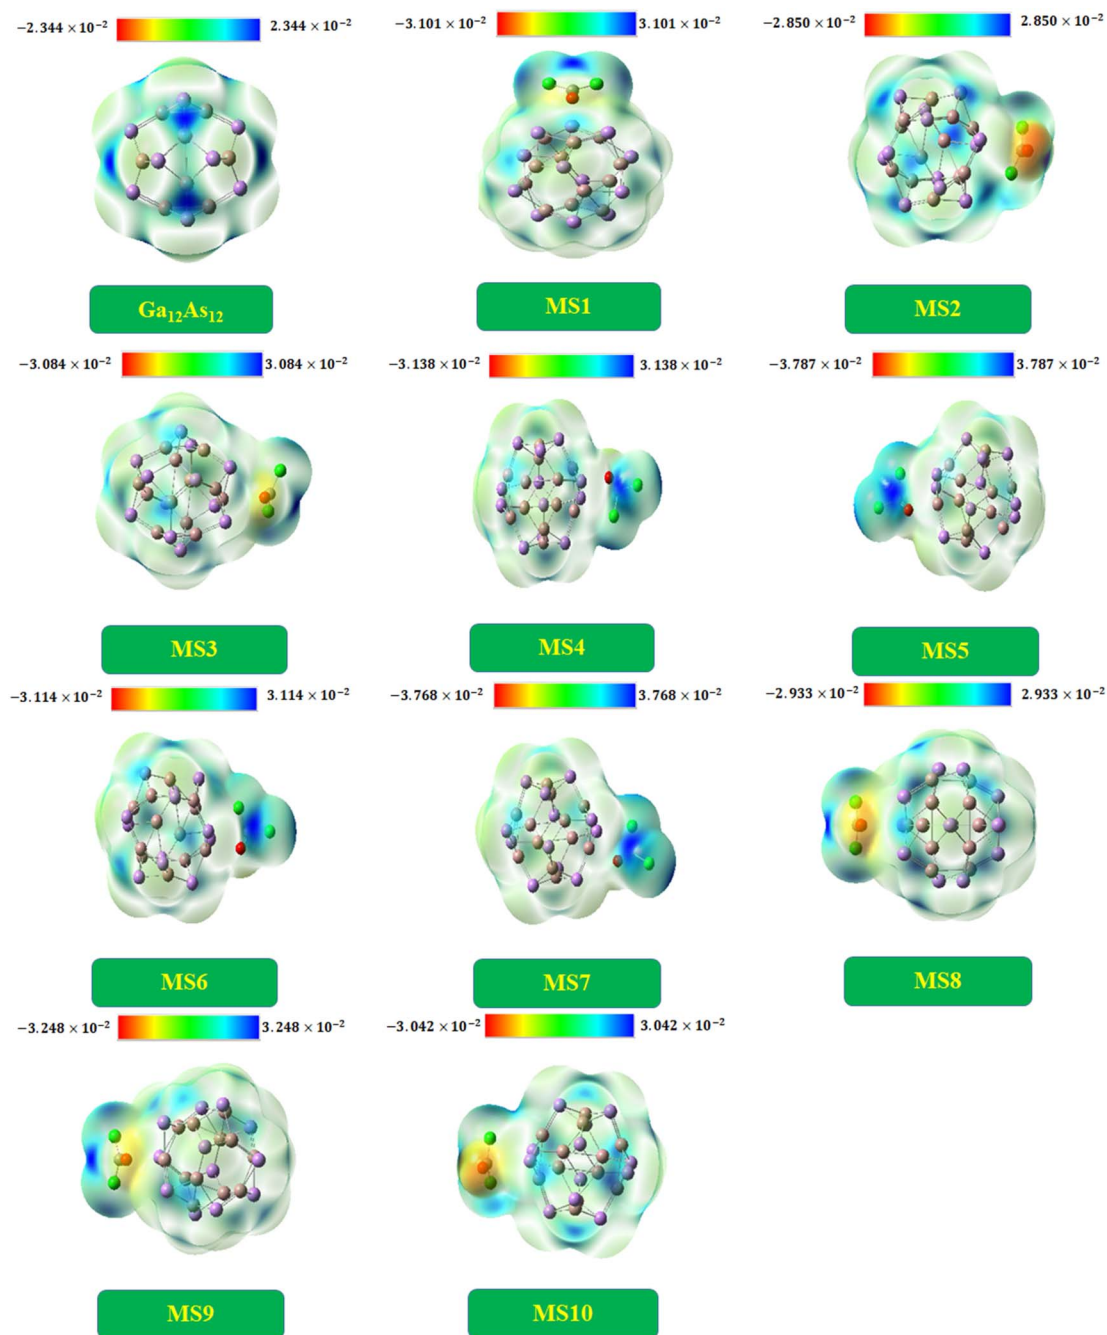 −2.344 × 10⁻² 2.344 × 10⁻²
−3.101 × 10⁻² 3.101 × 10⁻²
−2.850 × 10⁻² 2.850 × 10⁻²
Ga₁₂As₁₂
MS1
MS2
−3.084 × 10⁻² 3.084 × 10⁻²
−3.138 × 10⁻² 3.138 × 10⁻²
−3.787 × 10⁻² 3.787 × 10⁻²
MS3
MS4
MS5
−3.114 × 10⁻² 3.114 × 10⁻²
−3.768 × 10⁻² 3.768 × 10⁻²
−2.933 × 10⁻² 2.933 × 10⁻²
MS6
MS7
MS8
−3.248 × 10⁻² 3.248 × 10⁻²
−3.042 × 10⁻² 3.042 × 10⁻²
MS9
MS10